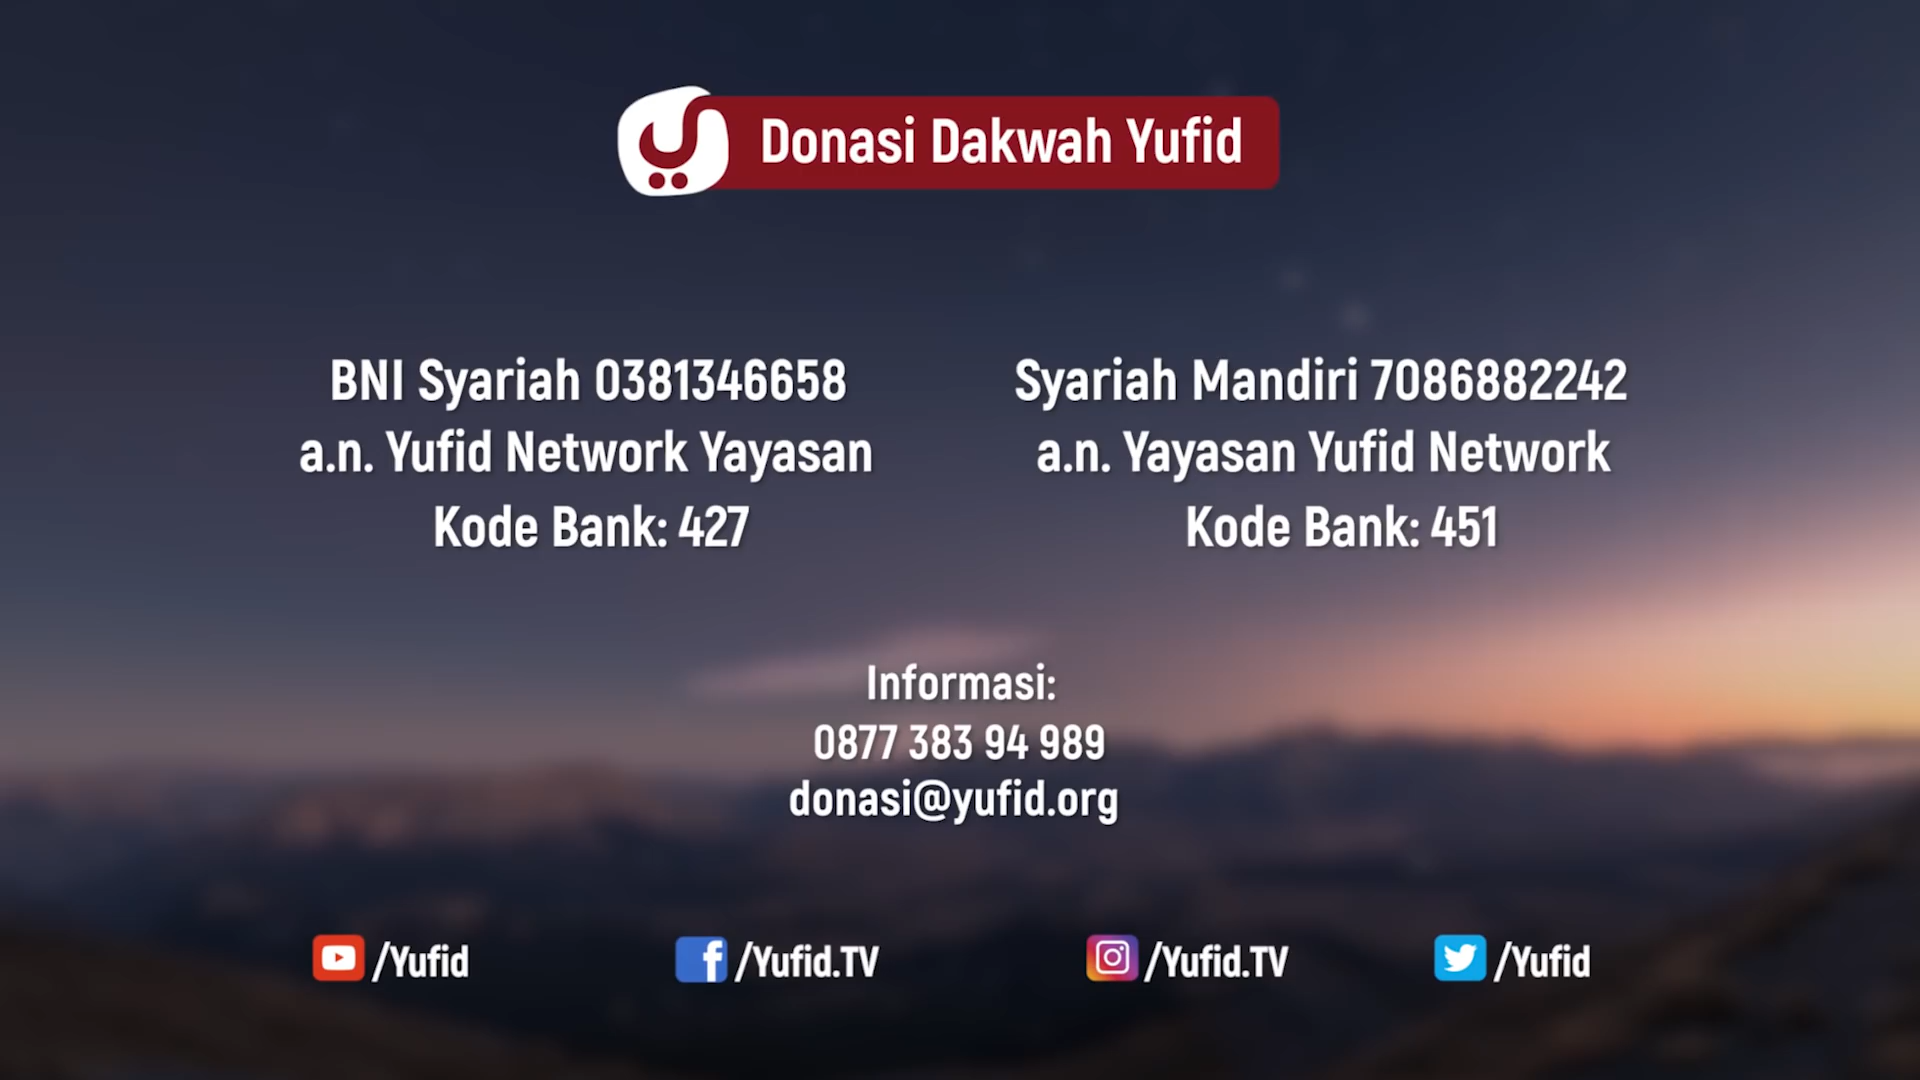 Donasi Dakwah Yufid
BNI Syariah 0381346658
a.n. Yufid Network Yayasan
Kode Bank: 427
Syariah Mandiri 7086882242
a.n. Yayasan Yufid Network
Kode Bank: 451
Informasi:
0877 383 94 989
donasi@yufid.org
/Yufid
/Yufid.TV
/Yufid.TV
/Yufid